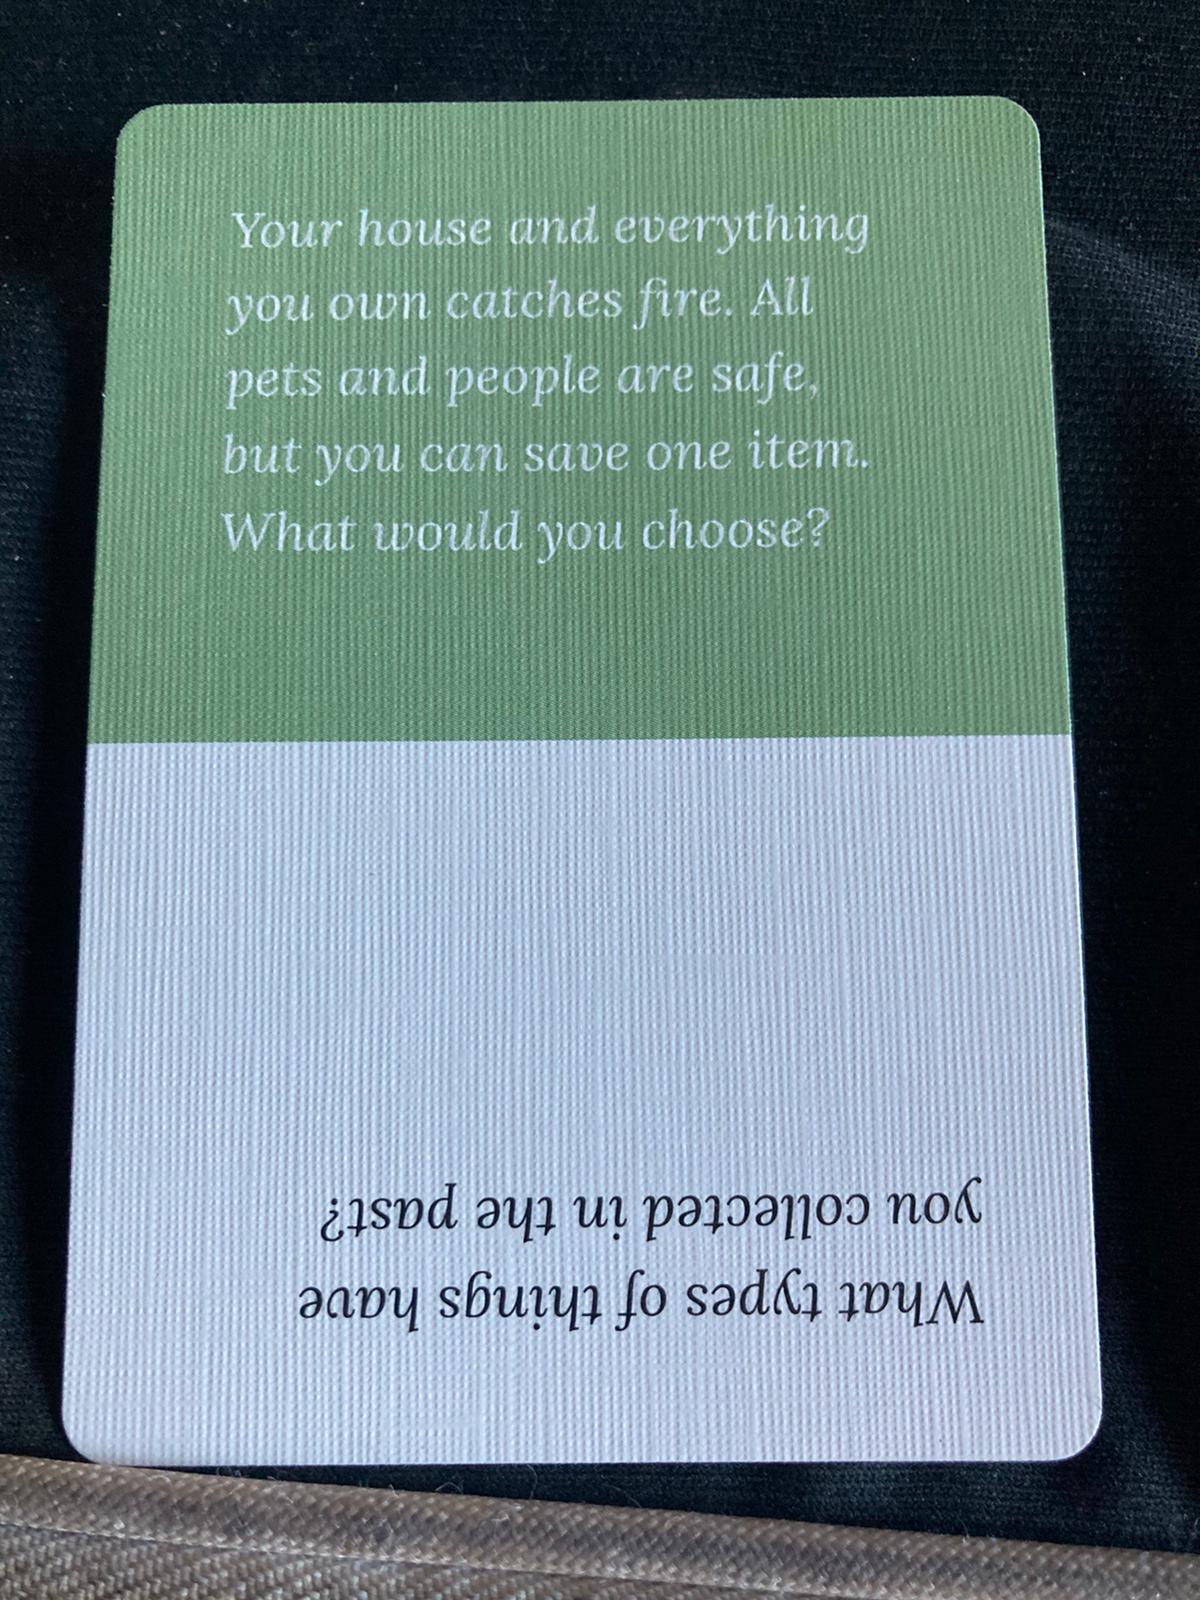 Your house and everything
you own catches fire. All
pets and people are safe,
but you can save one item.
What would you choose?
What types of things have
you collected in the past?